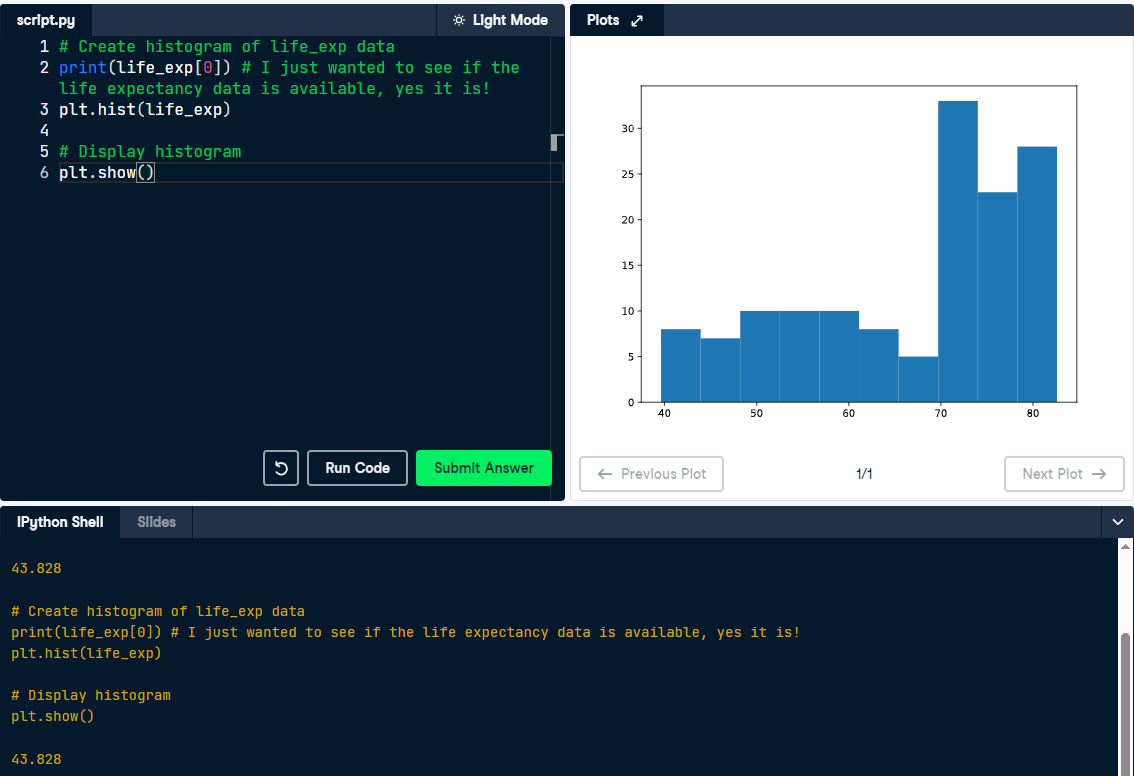 script.py
Light Mode
1 # Create histogram of life_exp data
2 print(life_exp[0]) # I just wanted to see if the
life expectancy data is available, yes it is!
3 plt.hist(life_exp)
4
5 # Display histogram
6 plt.show()
Run Code
Submit Answer
Plots
30
25
20
15
10
5
0
40 50 60 70 80
Previous Plot
1/1
Next Plot
IPython Shell
Slides
43.828
# Create histogram of life_exp data
print(life_exp[0]) # I just wanted to see if the life expectancy data is available, yes it is!
plt.hist(life_exp)
# Display histogram
plt.show()
43.828